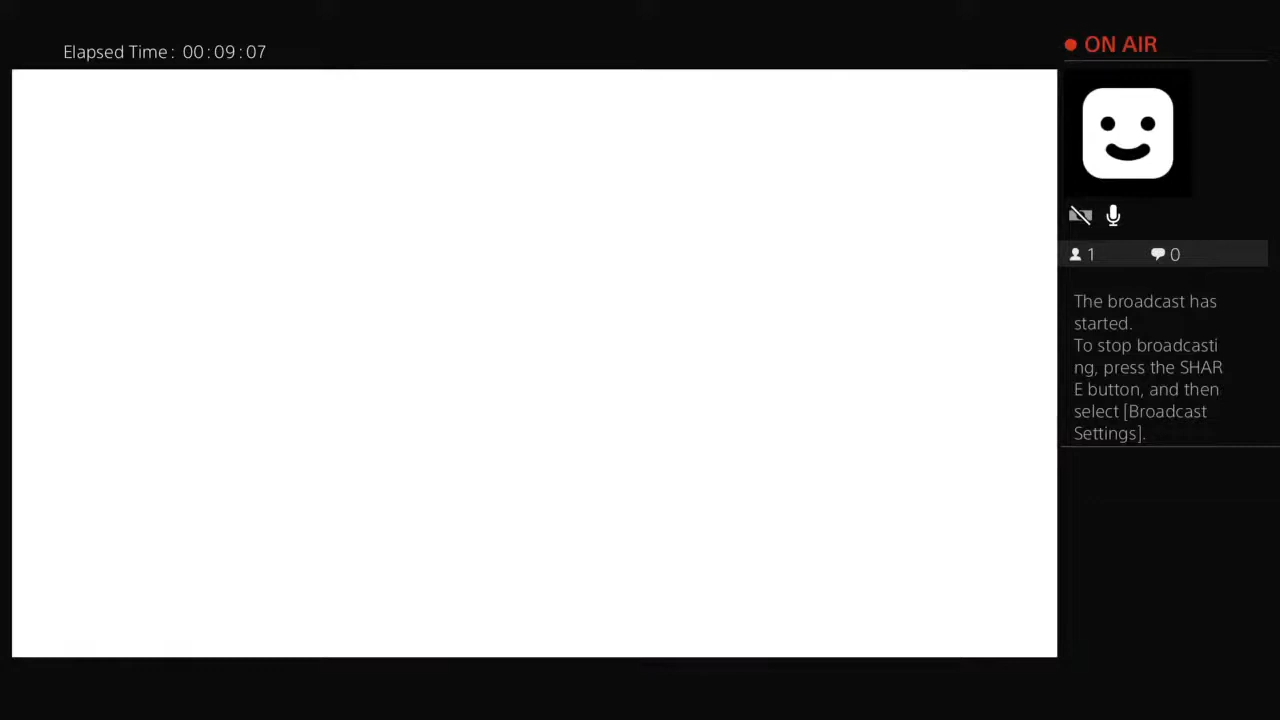 Elapsed Time: 00:09:07
ON AIR
1 0
The broadcast has
started.
To stop broadcasti
ng, press the SHAR
E button, and then
select [Broadcast
Settings].